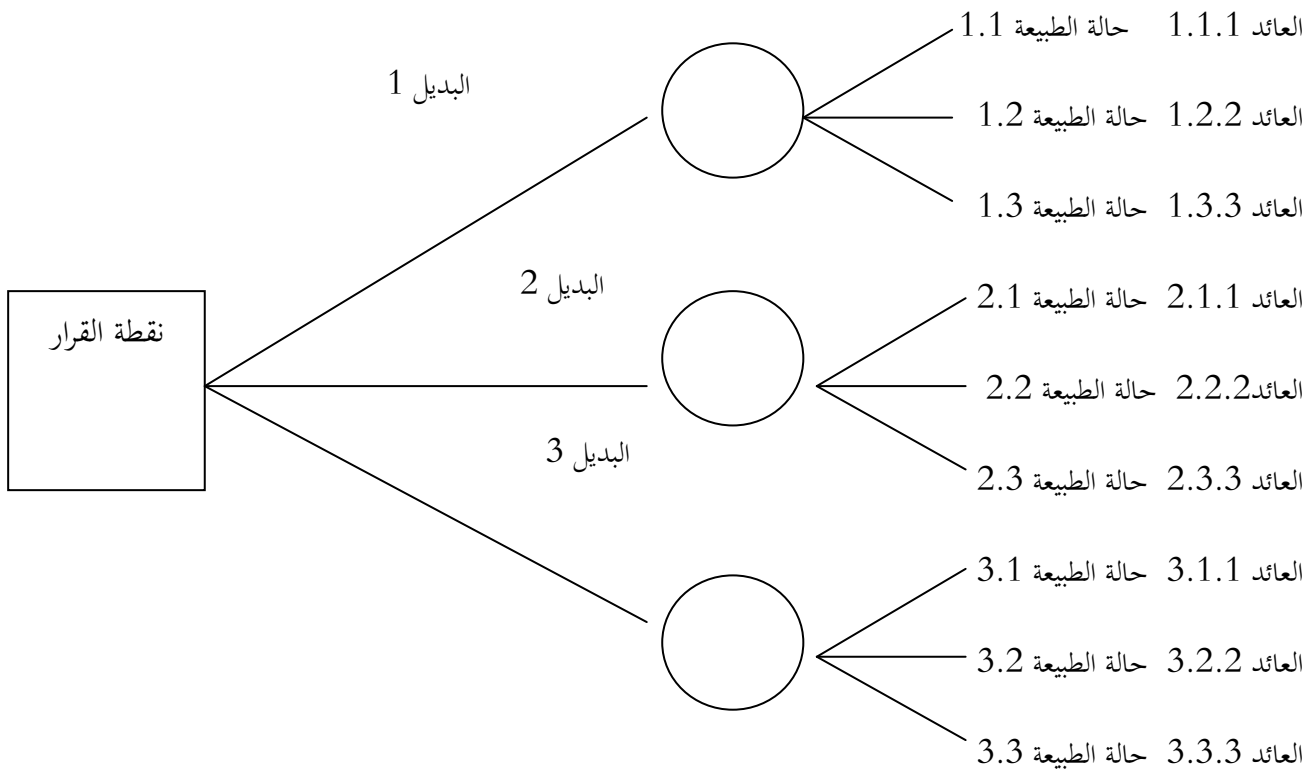 العائد 1.1.1 حالة الطبيعة 1.1
البديل 1
العائد 1.2.2 حالة الطبيعة 1.2
العائد 1.3.3 حالة الطبيعة 1.3
البديل 2
العائد 2.1.1 حالة الطبيعة 2.1
نقطة القرار
العائد2.2.2 حالة الطبيعة 2.2
البديل 3
العائد 2.3.3 حالة الطبيعة 2.3
العائد 3.1.1 حالة الطبيعة 3.1
العائد 3.2.2 حالة الطبيعة 3.2
العائد 3.3.3 حالة الطبيعة 3.3